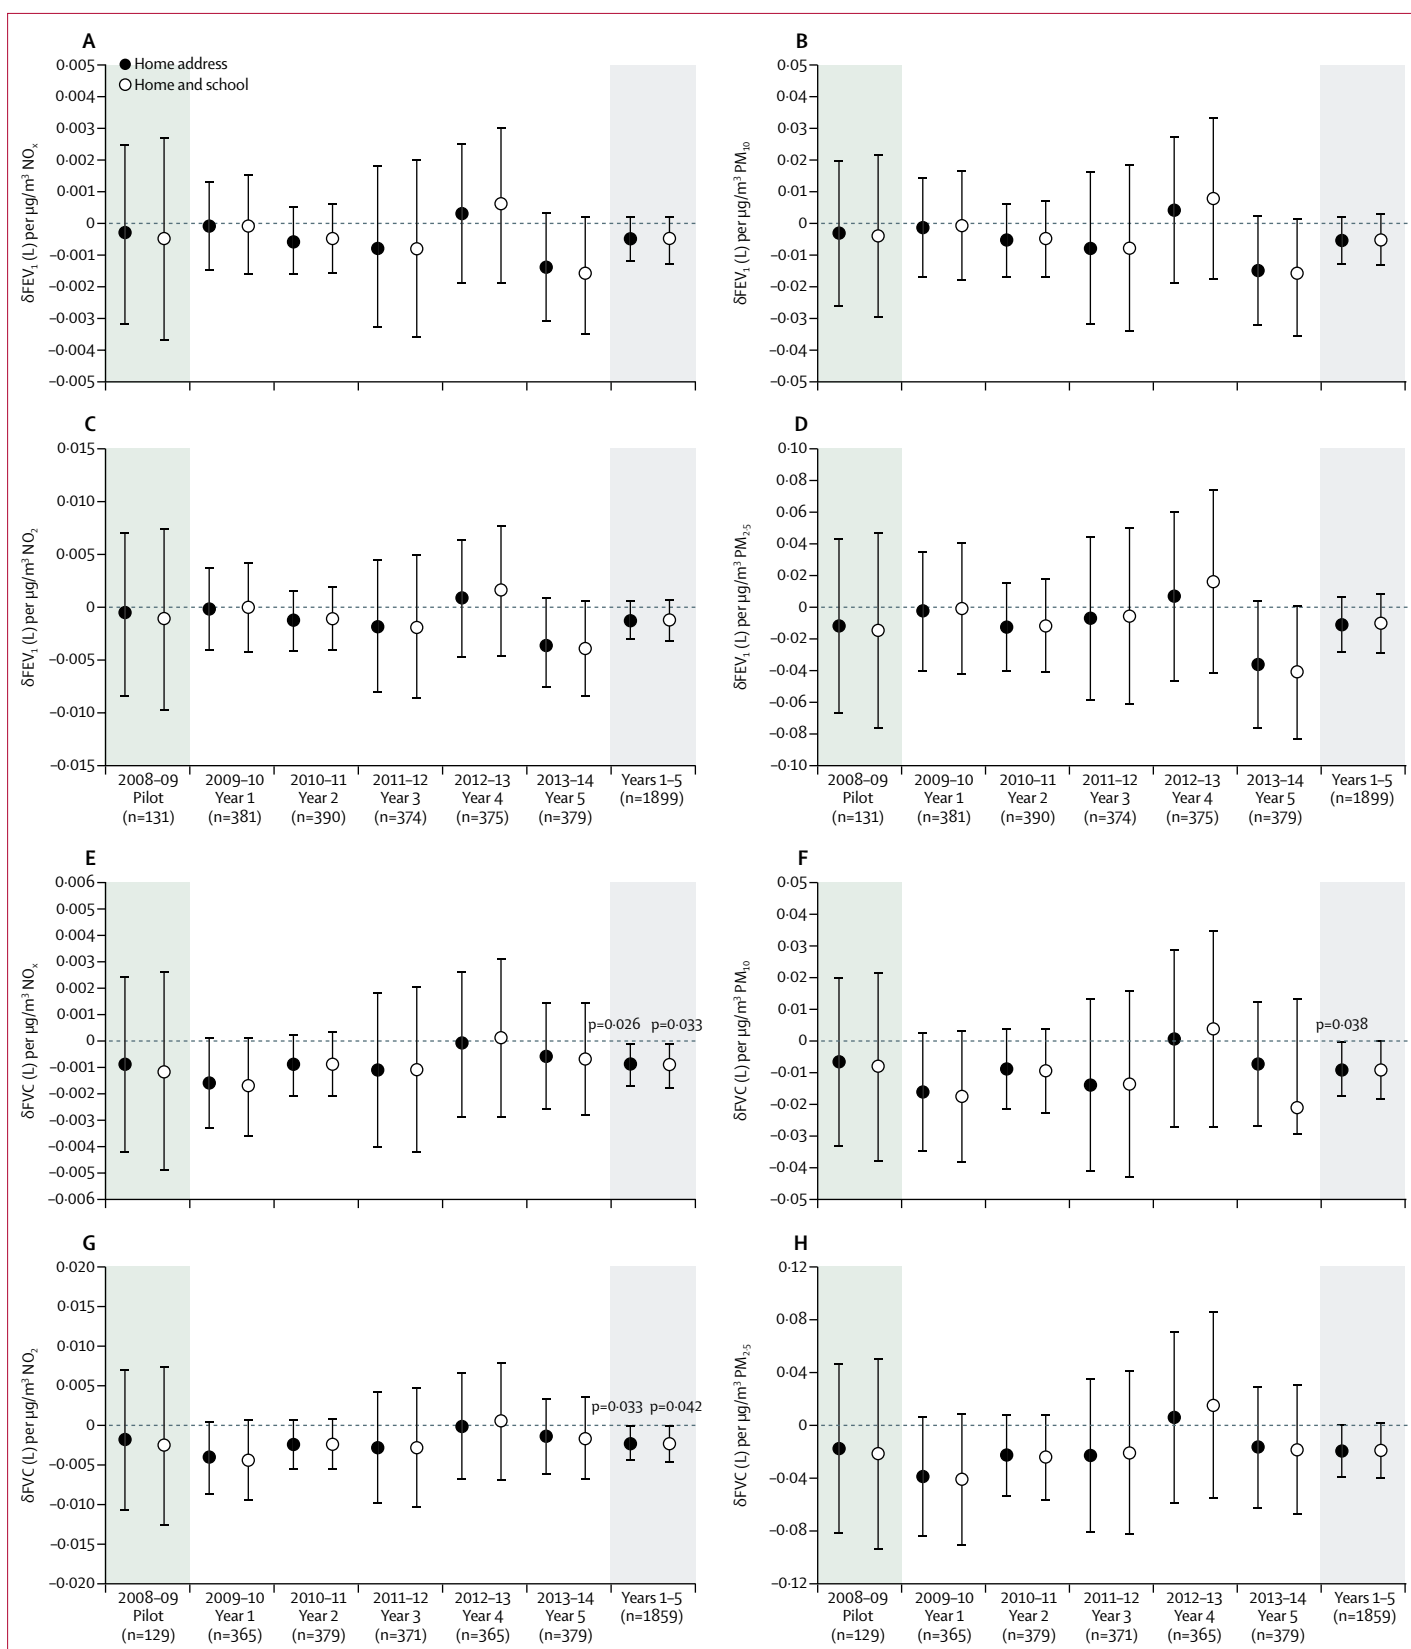 A
Home address
Home and school
δFEV₁ (L) per µg/m³ NOₓ
0·005
0·004
0·003
0·002
0·001
0
–0·001
–0·002
–0·003
–0·004
–0·005
B
δFEV₁ (L) per µg/m³ PM₁₀
0·05
0·04
0·03
0·02
0·01
0
–0·01
–0·02
–0·03
–0·04
–0·05
C
δFEV₁ (L) per µg/m³ NO₂
0·015
0·010
0·005
0
–0·005
–0·010
–0·015
2008–09 2009–10 2010–11 2011–12 2012–13 2013–14 Years 1–5
Pilot Year 1 Year 2 Year 3 Year 4 Year 5 (n=1899)
(n=131) (n=381) (n=390) (n=374) (n=375) (n=379)
D
δFEV₁ (L) per µg/m³ PM₂·₅
0·10
0·08
0·06
0·04
0·02
0
–0·02
–0·04
–0·06
–0·08
–0·10
2008–09 2009–10 2010–11 2011–12 2012–13 2013–14 Years 1–5
Pilot Year 1 Year 2 Year 3 Year 4 Year 5 (n=1899)
(n=131) (n=381) (n=390) (n=374) (n=375) (n=379)
E
δFVC (L) per µg/m³ NOₓ
0·006
0·005
0·004
0·003
0·002
0·001
0
–0·001
–0·002
–0·003
–0·004
–0·005
–0·006
p=0·026 p=0·033
F
δFVC (L) per µg/m³ PM₁₀
0·05
0·04
0·03
0·02
0·01
0
–0·01
–0·02
–0·03
–0·04
–0·05
p=0·038
G
δFVC (L) per µg/m³ NO₂
0·020
0·015
0·010
0·005
0
–0·005
–0·010
–0·015
–0·020
p=0·033 p=0·042
2008–09 2009–10 2010–11 2011–12 2012–13 2013–14 Years 1–5
Pilot Year 1 Year 2 Year 3 Year 4 Year 5 (n=1859)
(n=129) (n=365) (n=379) (n=371) (n=365) (n=379)
H
δFVC (L) per µg/m³ PM₂·₅
0·12
0·08
0·04
0
–0·04
–0·08
–0·12
2008–09 2009–10 2010–11 2011–12 2012–13 2013–14 Years 1–5
Pilot Year 1 Year 2 Year 3 Year 4 Year 5 (n=1859)
(n=129) (n=365) (n=379) (n=371) (n=365) (n=379)